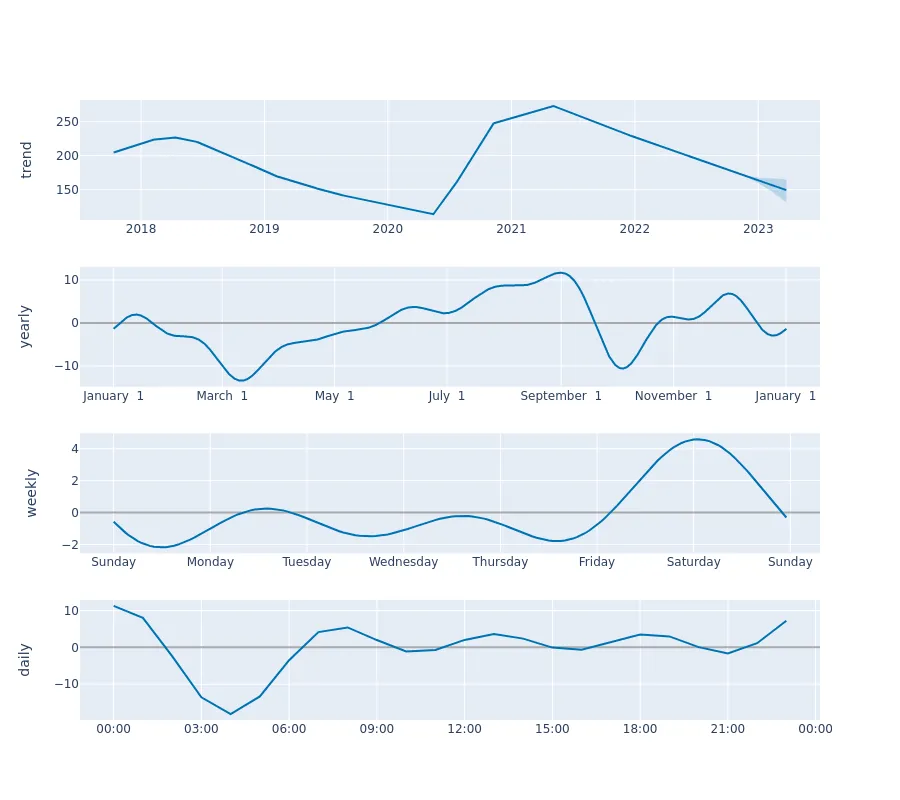 trend
250
200
150
2018 2019 2020 2021 2022 2023
yearly
10
0
−10
January 1 March 1 May 1 July 1 September 1 November 1 January 1
weekly
4
2
0
−2
Sunday Monday Tuesday Wednesday Thursday Friday Saturday Sunday
daily
10
0
−10
00:00 03:00 06:00 09:00 12:00 15:00 18:00 21:00 00:00